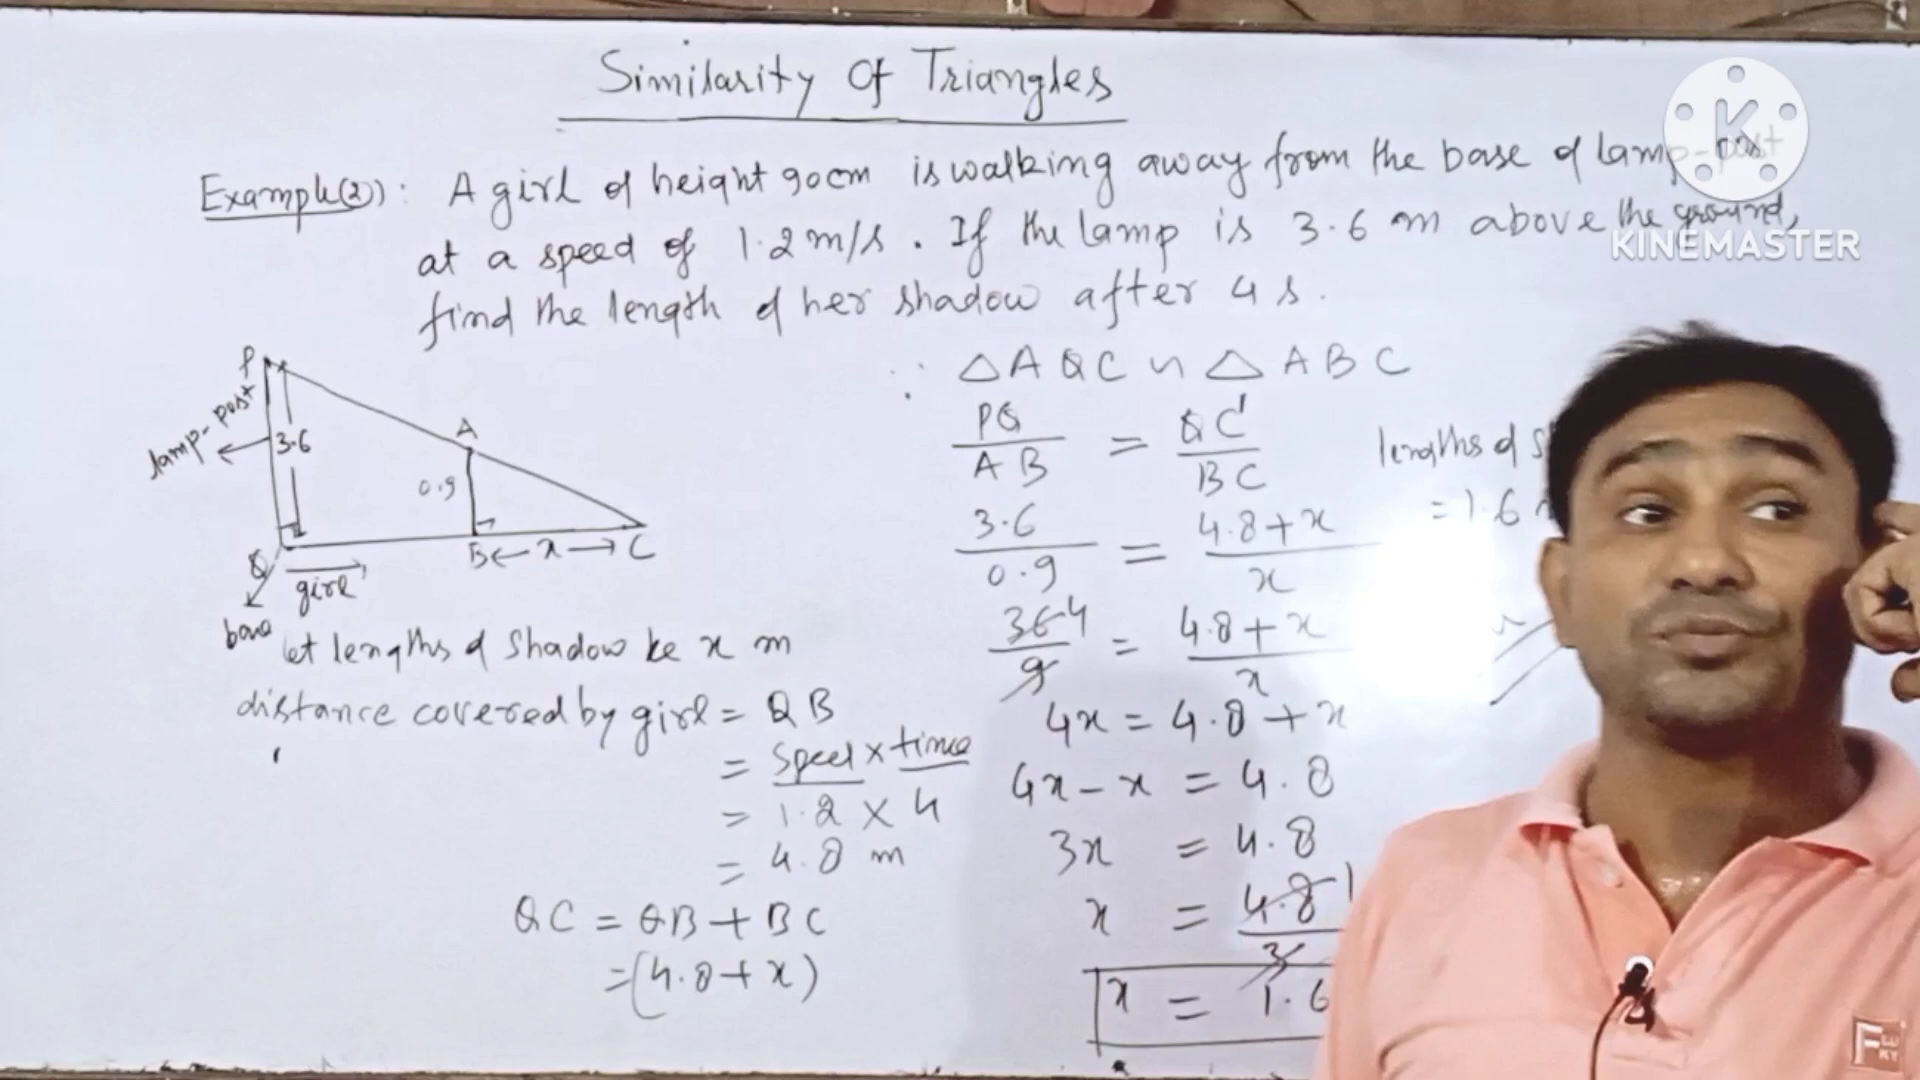 Similarity Of Triangles
Example(2): A girl of height 90cm is walking away from the base of lamp-post
at a speed of 1.2 m/s. If the lamp is 3.6 m above the ground,
find the length of her shadow after 4 s.
K
KINEMASTER
P
lamp-post
3.6
A
0.9
Q
B
x
C
girl
base
let lengths of shadow be x m
distance covered by girl = QB
= speed × time
= 1.2 × 4
= 4.8 m
QC = QB + BC
= (4.8 + x)
∴ △AQC ~ △ABC
PQ/AB = QC/BC
3.6/0.9 = 4.8+x/x
36/9 4 = 4.8+x/x
4x = 4.8 + x
4x - x = 4.8
3x = 4.8
x = 4.8/3
x = 1.6
lengths of
= 1.6